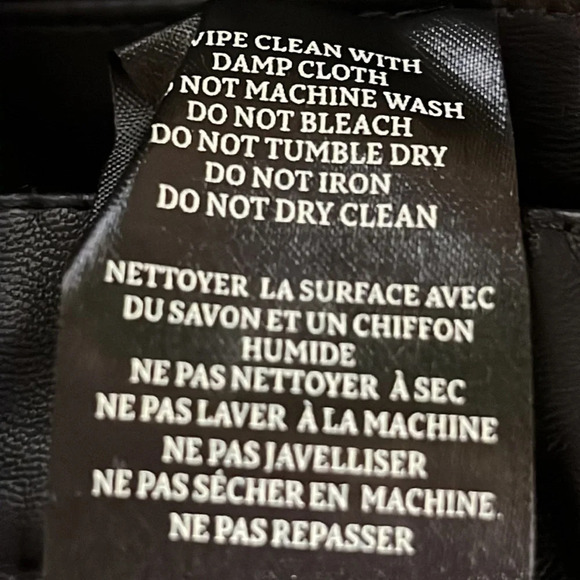 WIPE CLEAN WITH
DAMP CLOTH
DO NOT MACHINE WASH
DO NOT BLEACH
DO NOT TUMBLE DRY
DO NOT IRON
DO NOT DRY CLEAN
NETTOYER LA SURFACE AVEC
DU SAVON ET UN CHIFFON
HUMIDE
NE PAS NETTOYER À SEC
NE PAS LAVER À LA MACHINE
NE PAS JAVELLISER
NE PAS SÉCHER EN MACHINE.
NE PAS REPASSER